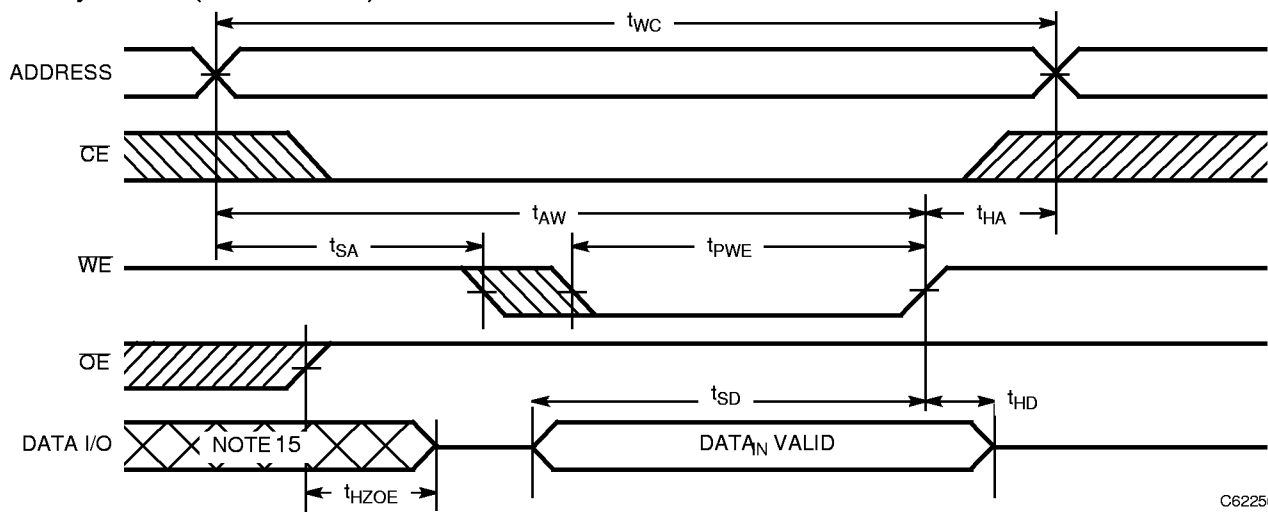 tWC
ADDRESS
CE
tAW
tHA
tSA
tPWE
WE
OE
tSD
tHD
DATA I/O
NOTE 15
DATAIN VALID
tHZOE